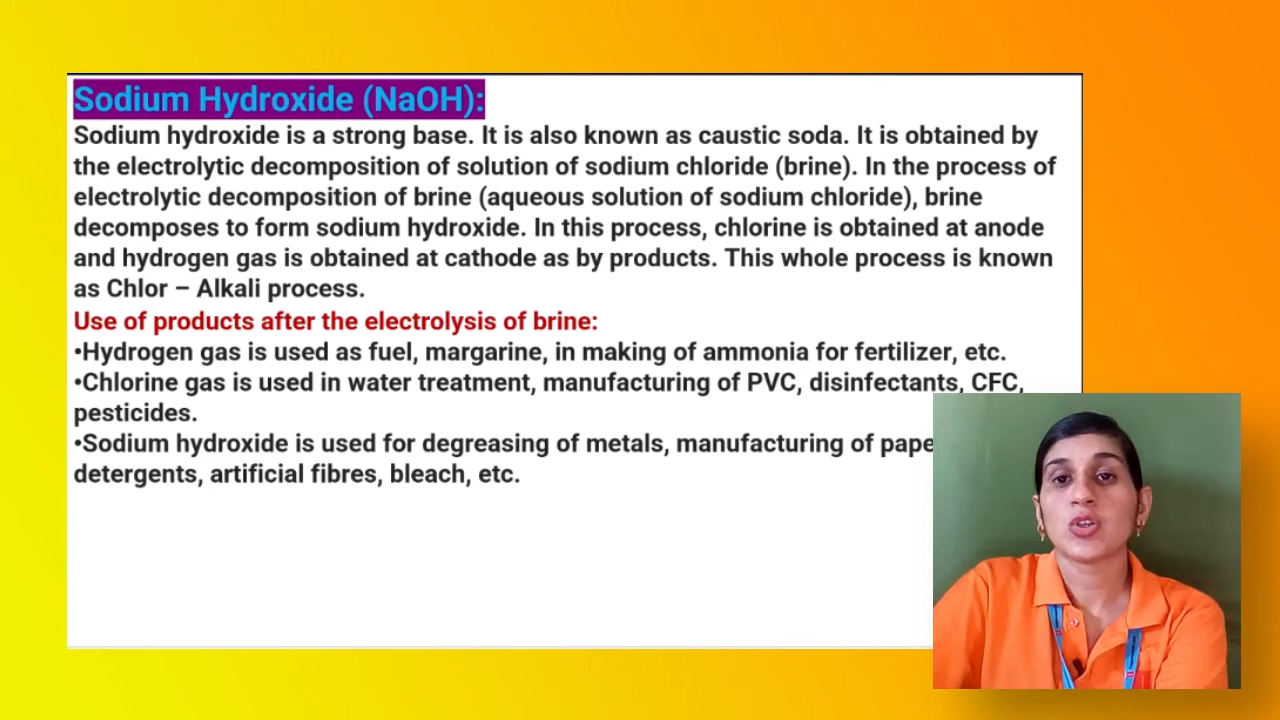 Sodium Hydroxide (NaOH):
Sodium hydroxide is a strong base. It is also known as caustic soda. It is obtained by
the electrolytic decomposition of solution of sodium chloride (brine). In the process of
electrolytic decomposition of brine (aqueous solution of sodium chloride), brine
decomposes to form sodium hydroxide. In this process, chlorine is obtained at anode
and hydrogen gas is obtained at cathode as by products. This whole process is known
as Chlor – Alkali process.
Use of products after the electrolysis of brine:
•Hydrogen gas is used as fuel, margarine, in making of ammonia for fertilizer, etc.
•Chlorine gas is used in water treatment, manufacturing of PVC, disinfectants, CFC,
pesticides.
•Sodium hydroxide is used for degreasing of metals, manufacturing of
detergents, artificial fibres, bleach, etc.